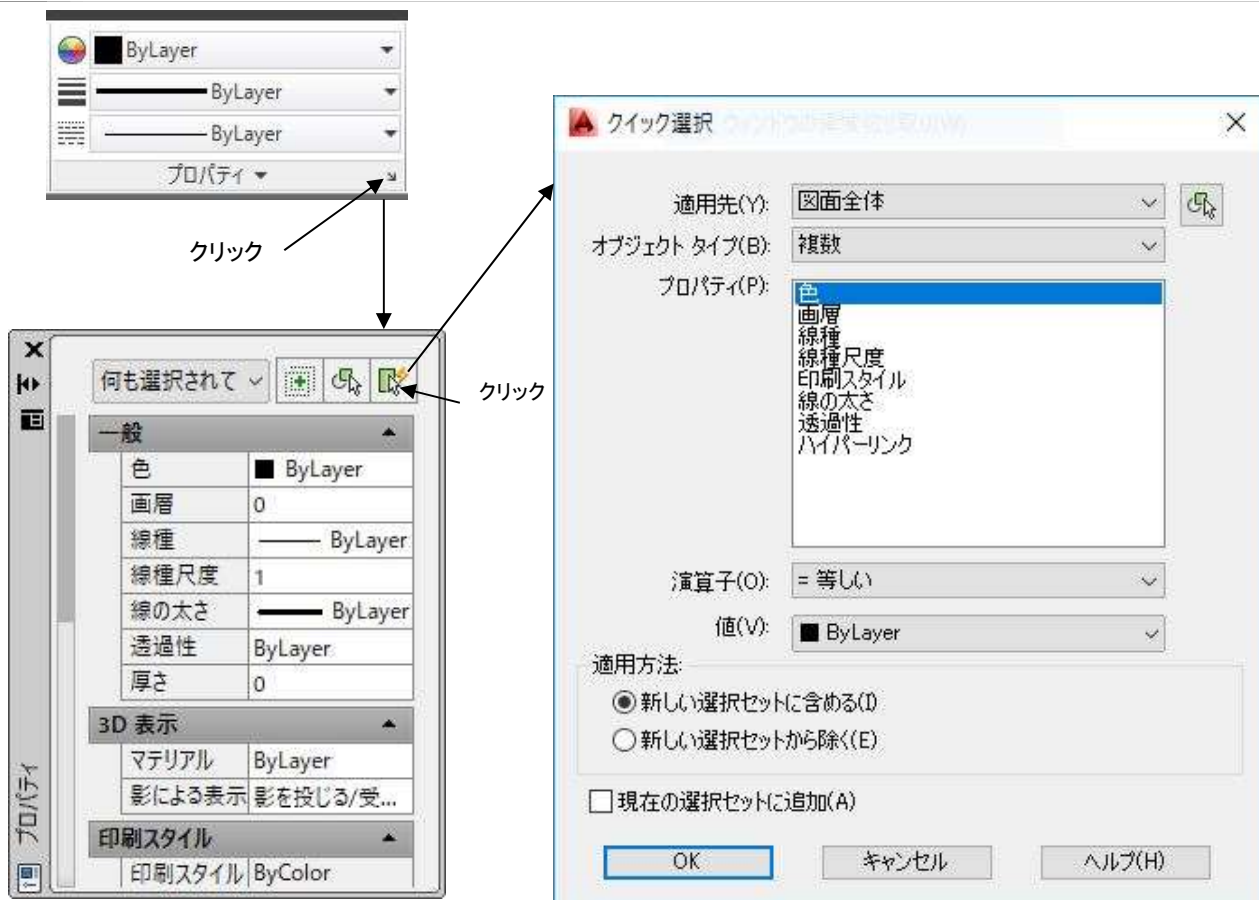 ByLayer
ByLayer
ByLayer
プロパティ
クリック
何も選択されて
クリック
一般
色 ByLayer
画層 0
線種 ByLayer
線種尺度 1
線の太さ ByLayer
透過性 ByLayer
厚さ 0
3D 表示
マテリアル ByLayer
影による表示 影を投じる/受...
印刷スタイル
印刷スタイル ByColor
プロパティ
クイック選択
適用先(Y): 図面全体
オブジェクト タイプ(B): 複数
プロパティ(P): 色
画層
線種
線種尺度
印刷スタイル
線の太さ
透過性
ハイパーリンク
演算子(O): = 等しい
値(V): ByLayer
適用方法:
新しい選択セットに含める(I)
新しい選択セットから除く(E)
現在の選択セットに追加(A)
OK キャンセル ヘルプ(H)